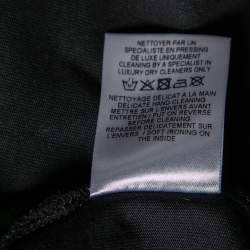 NETTOYER PAR UN
SPECIALISTE EN PRESSING
DE LUXE UNIQUEMENT
CLEANING BY A
LUXURY DRY CLEANERS ONLY
NETTOYAGE DELICAT A LA MAIN
DELICATE HAND-CLEANING
METTRE SUR L'ENVERS AVANT
ENTRETIEN / PUT ON REVERSE
BEFORE CLEANING
REPASSER DELICATEMENT SUR
L'ENVERS / SOFT IRONING ON
THE INSIDE